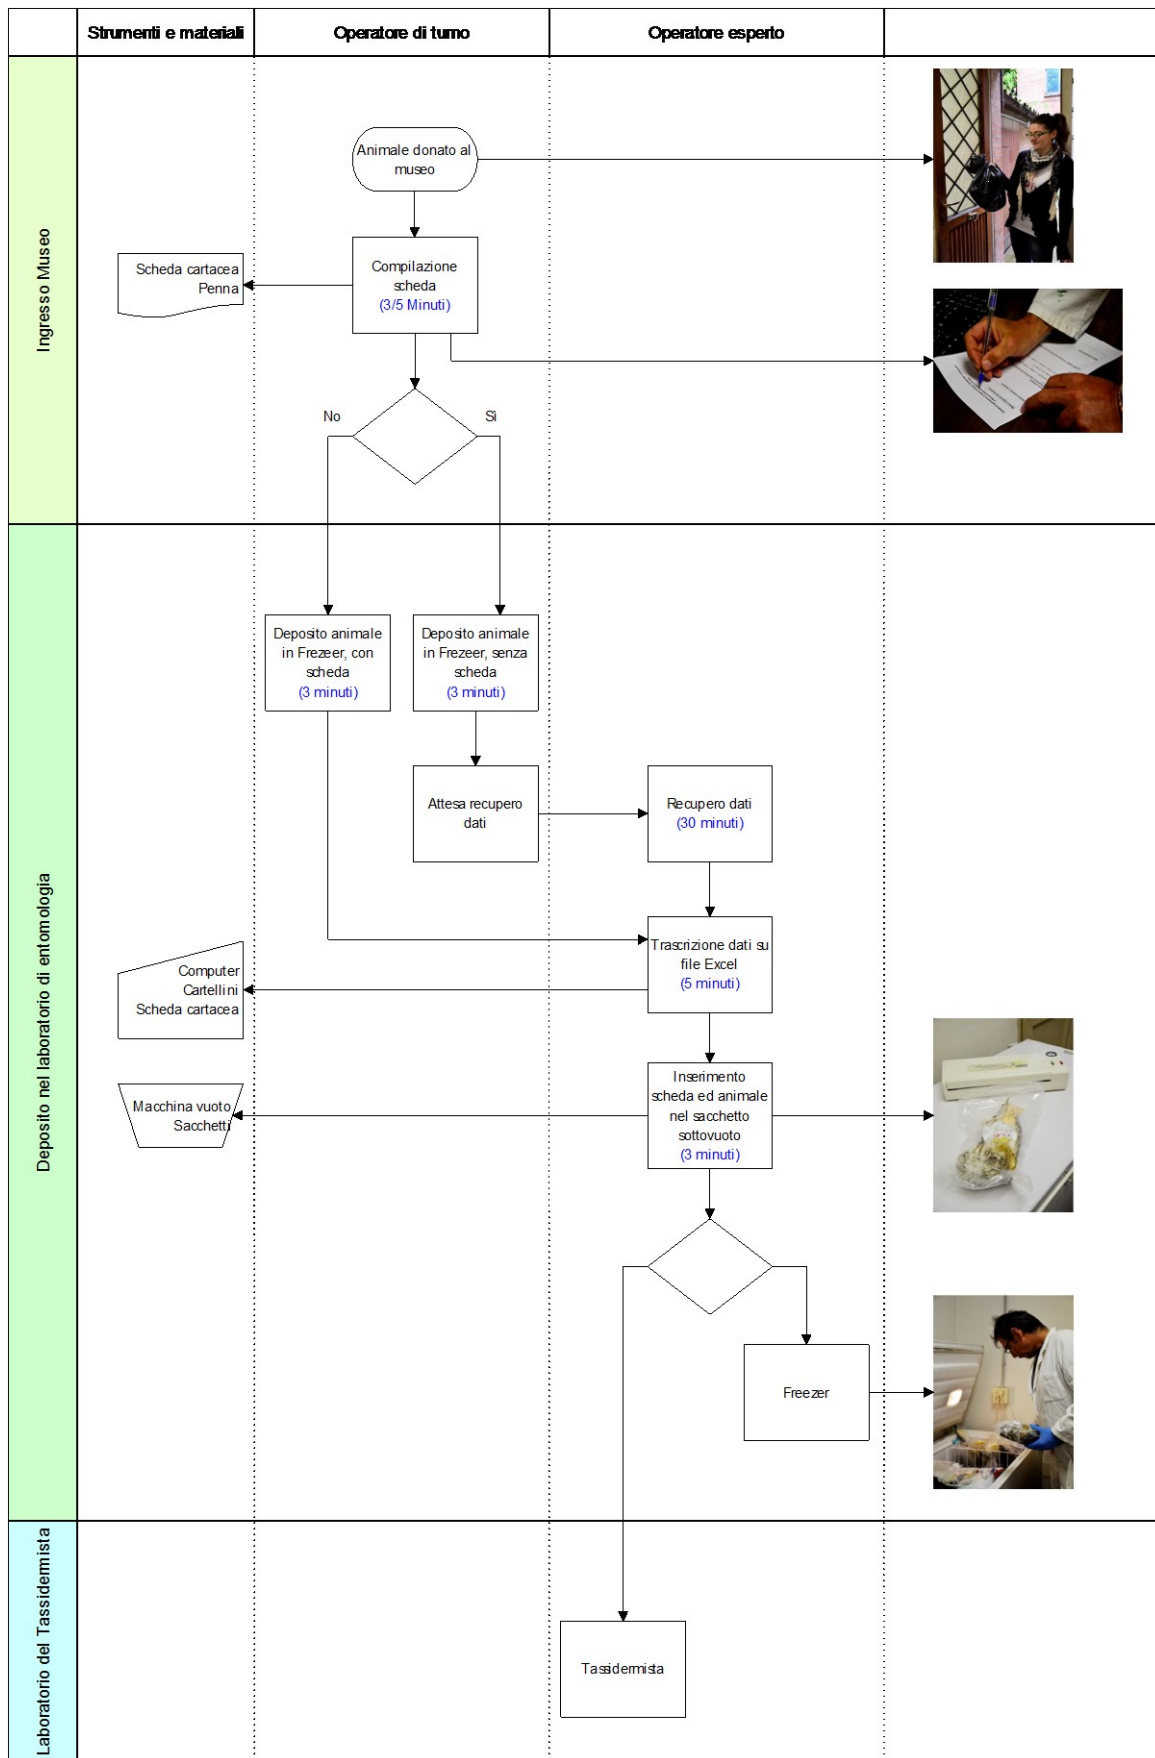 Strumenti e materiali
Operatore di turno
Operatore esperto
Ingresso Museo
Animale donato al
museo
Compilazione
scheda
(3/5 Minuti)
Scheda cartacea
Penna
No
Sì
Deposito nel laboratorio di entomologia
Deposito animale
in Frezeer, con
scheda
(3 minuti)
Deposito animale
in Frezeer, senza
scheda
(3 minuti)
Attesa recupero
dati
Recupero dati
(30 minuti)
Trascrizione dati su
file Excel
(5 minuti)
Computer
Cartellini
Scheda cartacea
Inserimento
scheda ed animale
nel sacchetto
sottovuoto
(3 minuti)
Macchina vuoto
Sacchetti
Freezer
Laboratorio del Tassidermista
Tassidermista